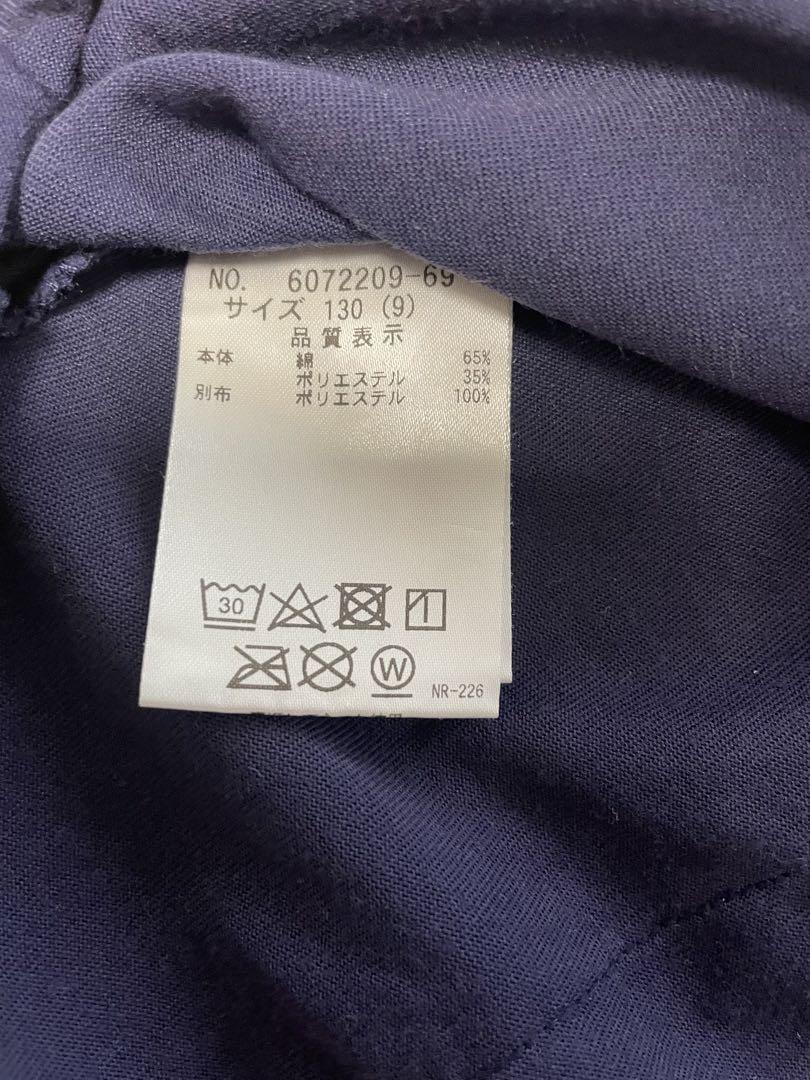 NO. 6072209-69
サイズ 130 (9)
品質表示
本体 綿 65%
ポリエステル 35%
別布 ポリエステル 100%
30
W
NR-226